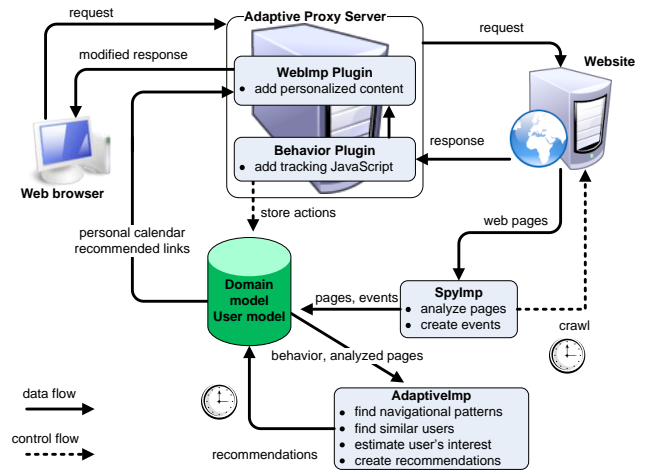 request
Adaptive Proxy Server
request
modified response
WebImp Plugin
• add personalized content
Website
Behavior Plugin
• add tracking JavaScript
response
Web browser
store actions
personal calendar
recommended links
web pages
Domain
model
User model
pages, events
SpyImp
• analyze pages
• create events
crawl
behavior, analyzed pages
data flow
control flow
recommendations
AdaptiveImp
• find navigational patterns
• find similar users
• estimate user's interest
• create recommendations